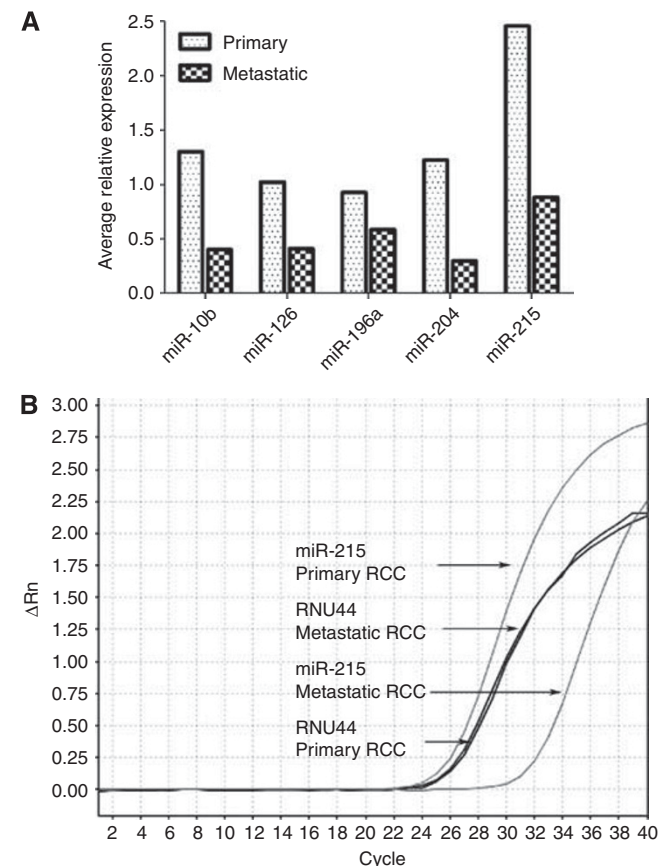 A
Average relative expression
2.5
2.0
1.5
1.0
0.5
0.0
Primary
Metastatic
miR-10b
miR-126
miR-196a
miR-204
miR-215
B
ΔRn
3.00
2.75
2.50
2.25
2.00
1.75
1.50
1.25
1.00
0.75
0.50
0.25
0.00
miR-215
Primary RCC
RNU44
Metastatic RCC
miR-215
Metastatic RCC
RNU44
Primary RCC
2 4 6 8 10 12 14 16 18 20 22 24 26 28 30 32 34 36 38 40
Cycle